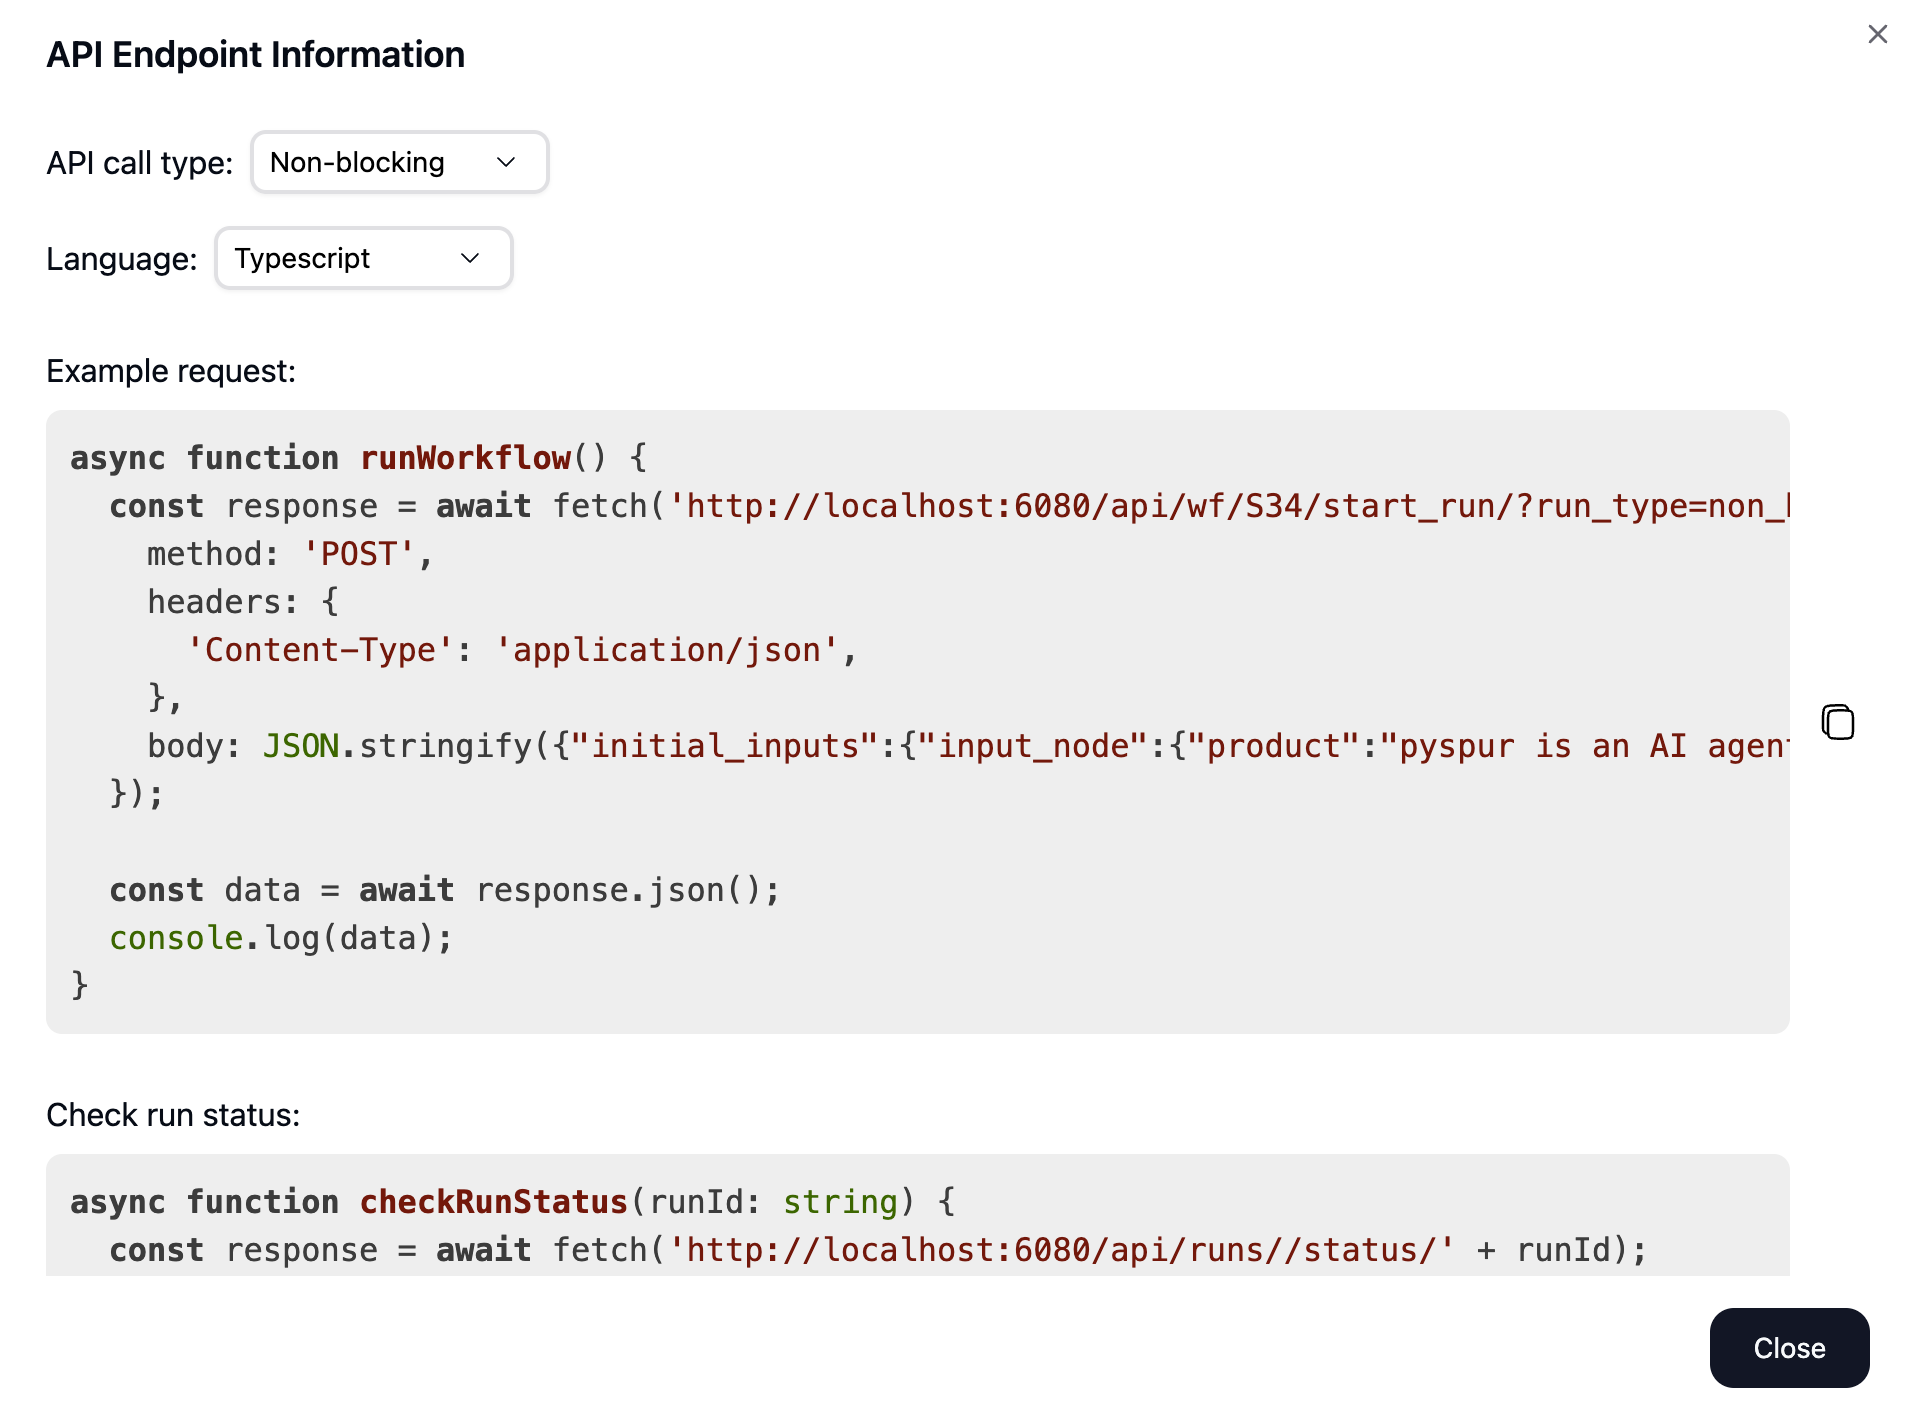 API Endpoint Information
API call type: Non-blocking
Language: Typescript
Example request:
async function runWorkflow() {
  const response = await fetch('http://localhost:6080/api/wf/S34/start_run/?run_type=non_
    method: 'POST',
    headers: {
      'Content-Type': 'application/json',
    },
    body: JSON.stringify({"initial_inputs":{"input_node":{"product":"pyspur is an AI agent
  });
  const data = await response.json();
  console.log(data);
}
Check run status:
async function checkRunStatus(runId: string) {
  const response = await fetch('http://localhost:6080/api/runs//status/' + runId);
Close